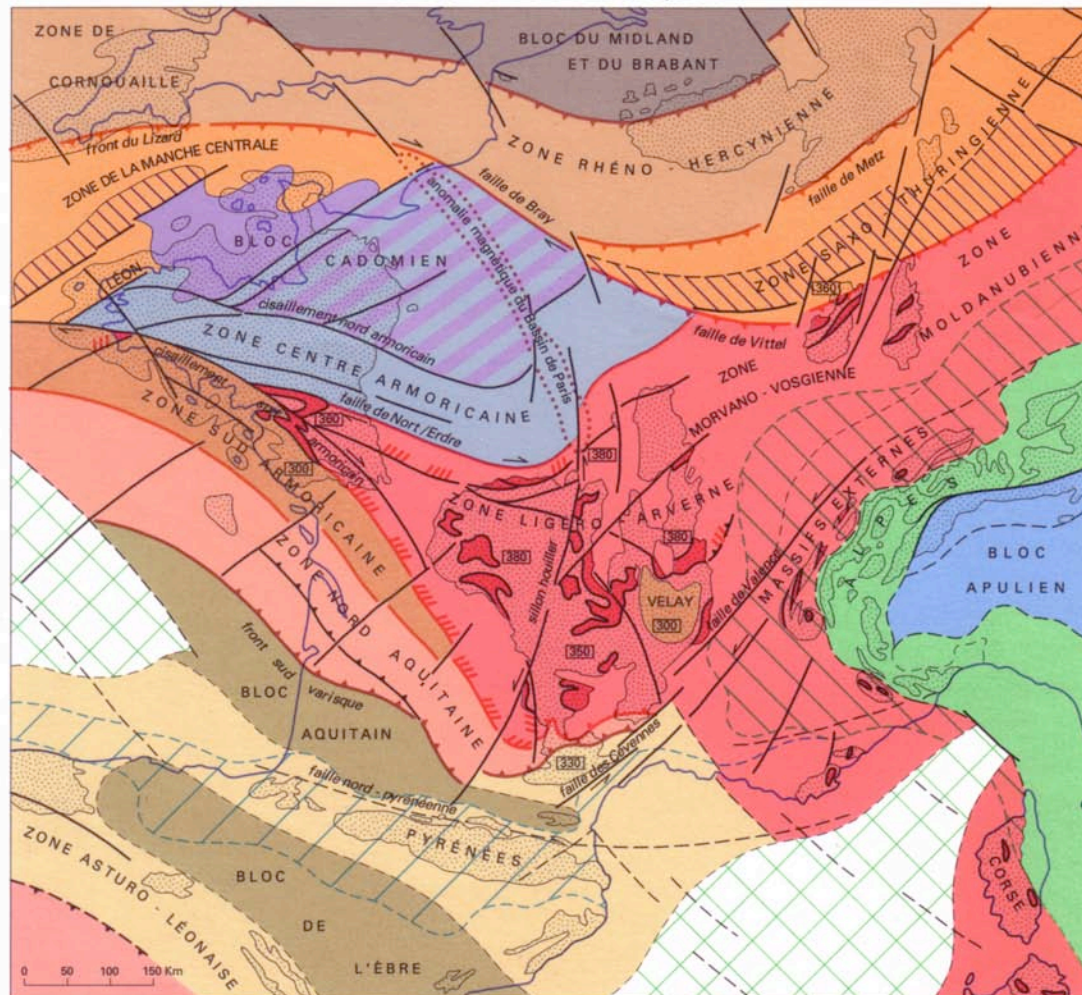 ZONE DE
CORNOUAILLE
BLOC DU MIDLAND
ET DU BRABANT
ZONE RHÉNO - HERCYNIENNE
front du Lizard
ZONE DE LA MANCHE CENTRALE
faille de Bray
faille de Metz
ZONE SAXO THURINGIENNE
anomalie magnétique du Bassin de Paris
BLOC
CADOMIEN
LÉON
cisaillement nord armoricain
ZONE CENTRE ARMORICAINE
faille de Nort/Erdre
faille de Vittel
360
ZONE
MOLDANUBIENNE
ZONE
MORVANO - VOSGIENNE
cisaillement sud armoricain
ZONE SUD ARMORICAINE
360
300
380
ZONE LIGÉRO - ARVERNE
380
380
sillon houiller
VELAY
300
350
faille de Valence
MASSIFS EXTERNES
ALPES
BLOC
APULIEN
ZONE NORD AQUITAINE
front sud varisque
BLOC
AQUITAIN
330
faille des Cévennes
faille nord - pyrénéenne
PYRÉNÉES
ZONE ASTURO - LÉONAISE
BLOC
DE
L'ÈBRE
CORSE
0 50 100 150 Km